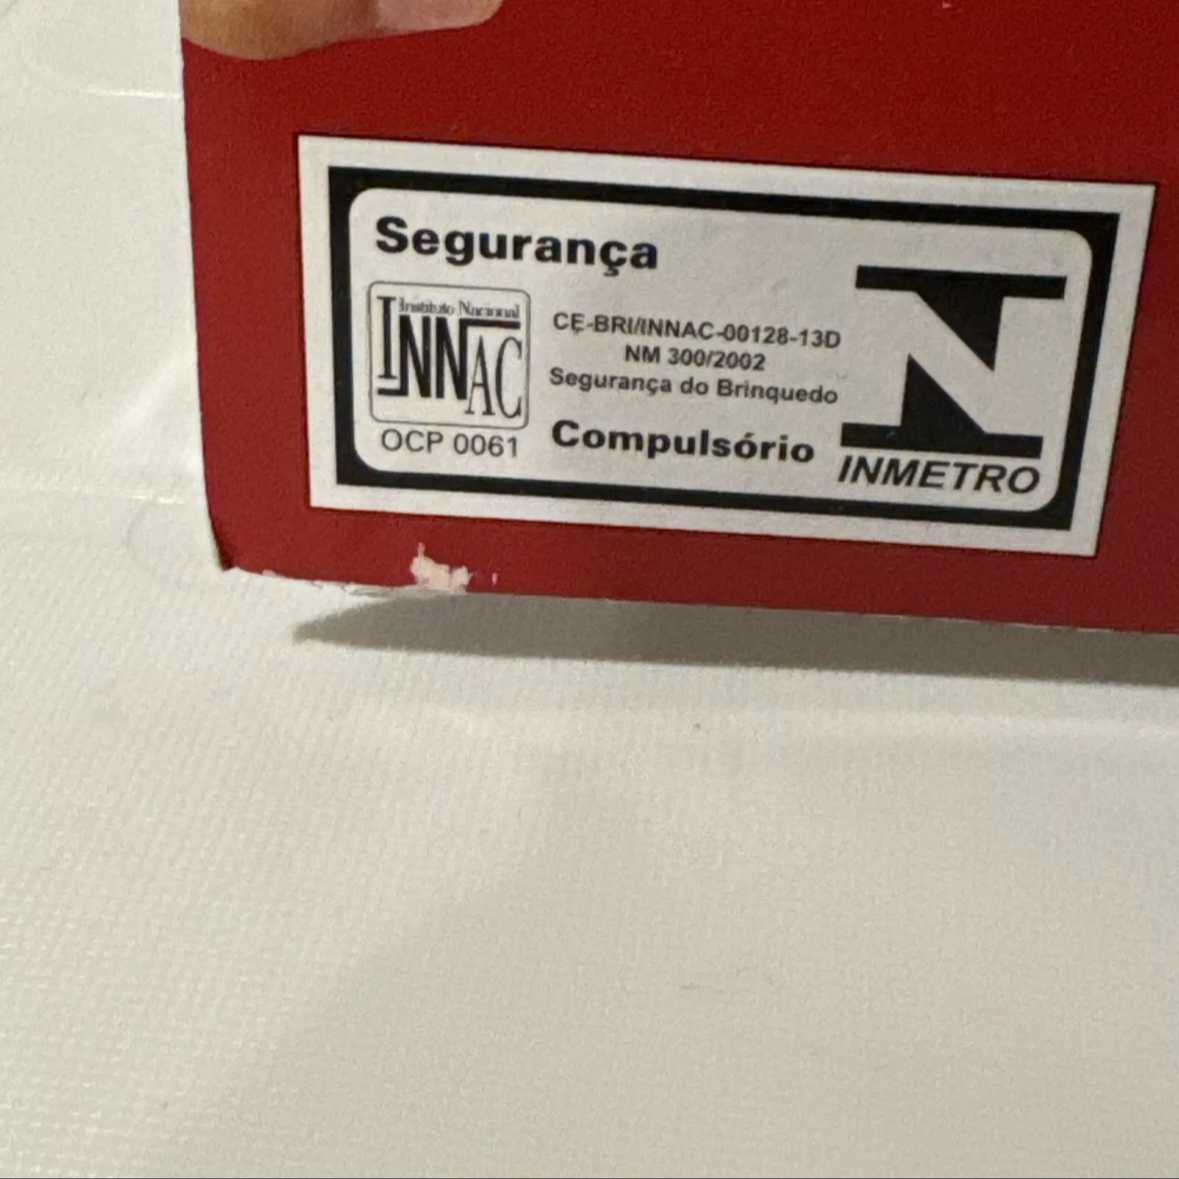 Segurança
Instituto Nacional
INNAC
OCP 0061
CE-BRI/INNAC-00128-13D
NM 300/2002
Segurança do Brinquedo
Compulsório
INMETRO